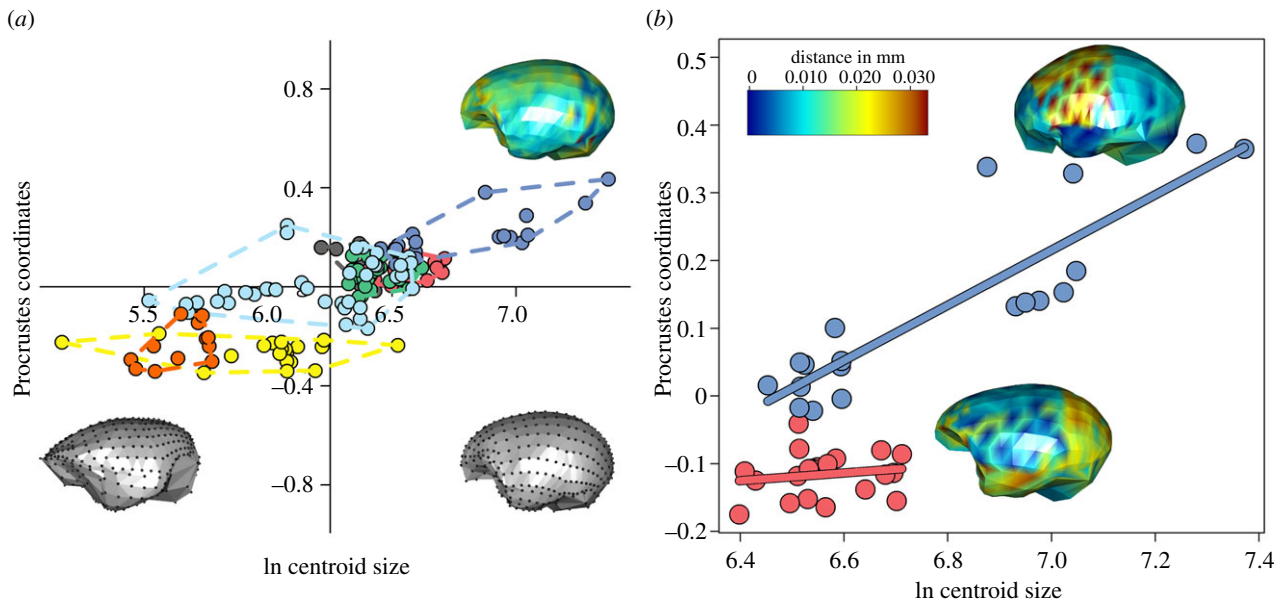 (a)
0.8
0.4
Procrustes coordinates
5.5 6.0 6.5 7.0
–0.4
–0.8
ln centroid size
(b)
0.5
distance in mm
0 0.010 0.020 0.030
0.4
0.3
Procrustes coordinates
0.2
0.1
0
–0.1
–0.2
6.4 6.6 6.8 7.0 7.2 7.4
ln centroid size